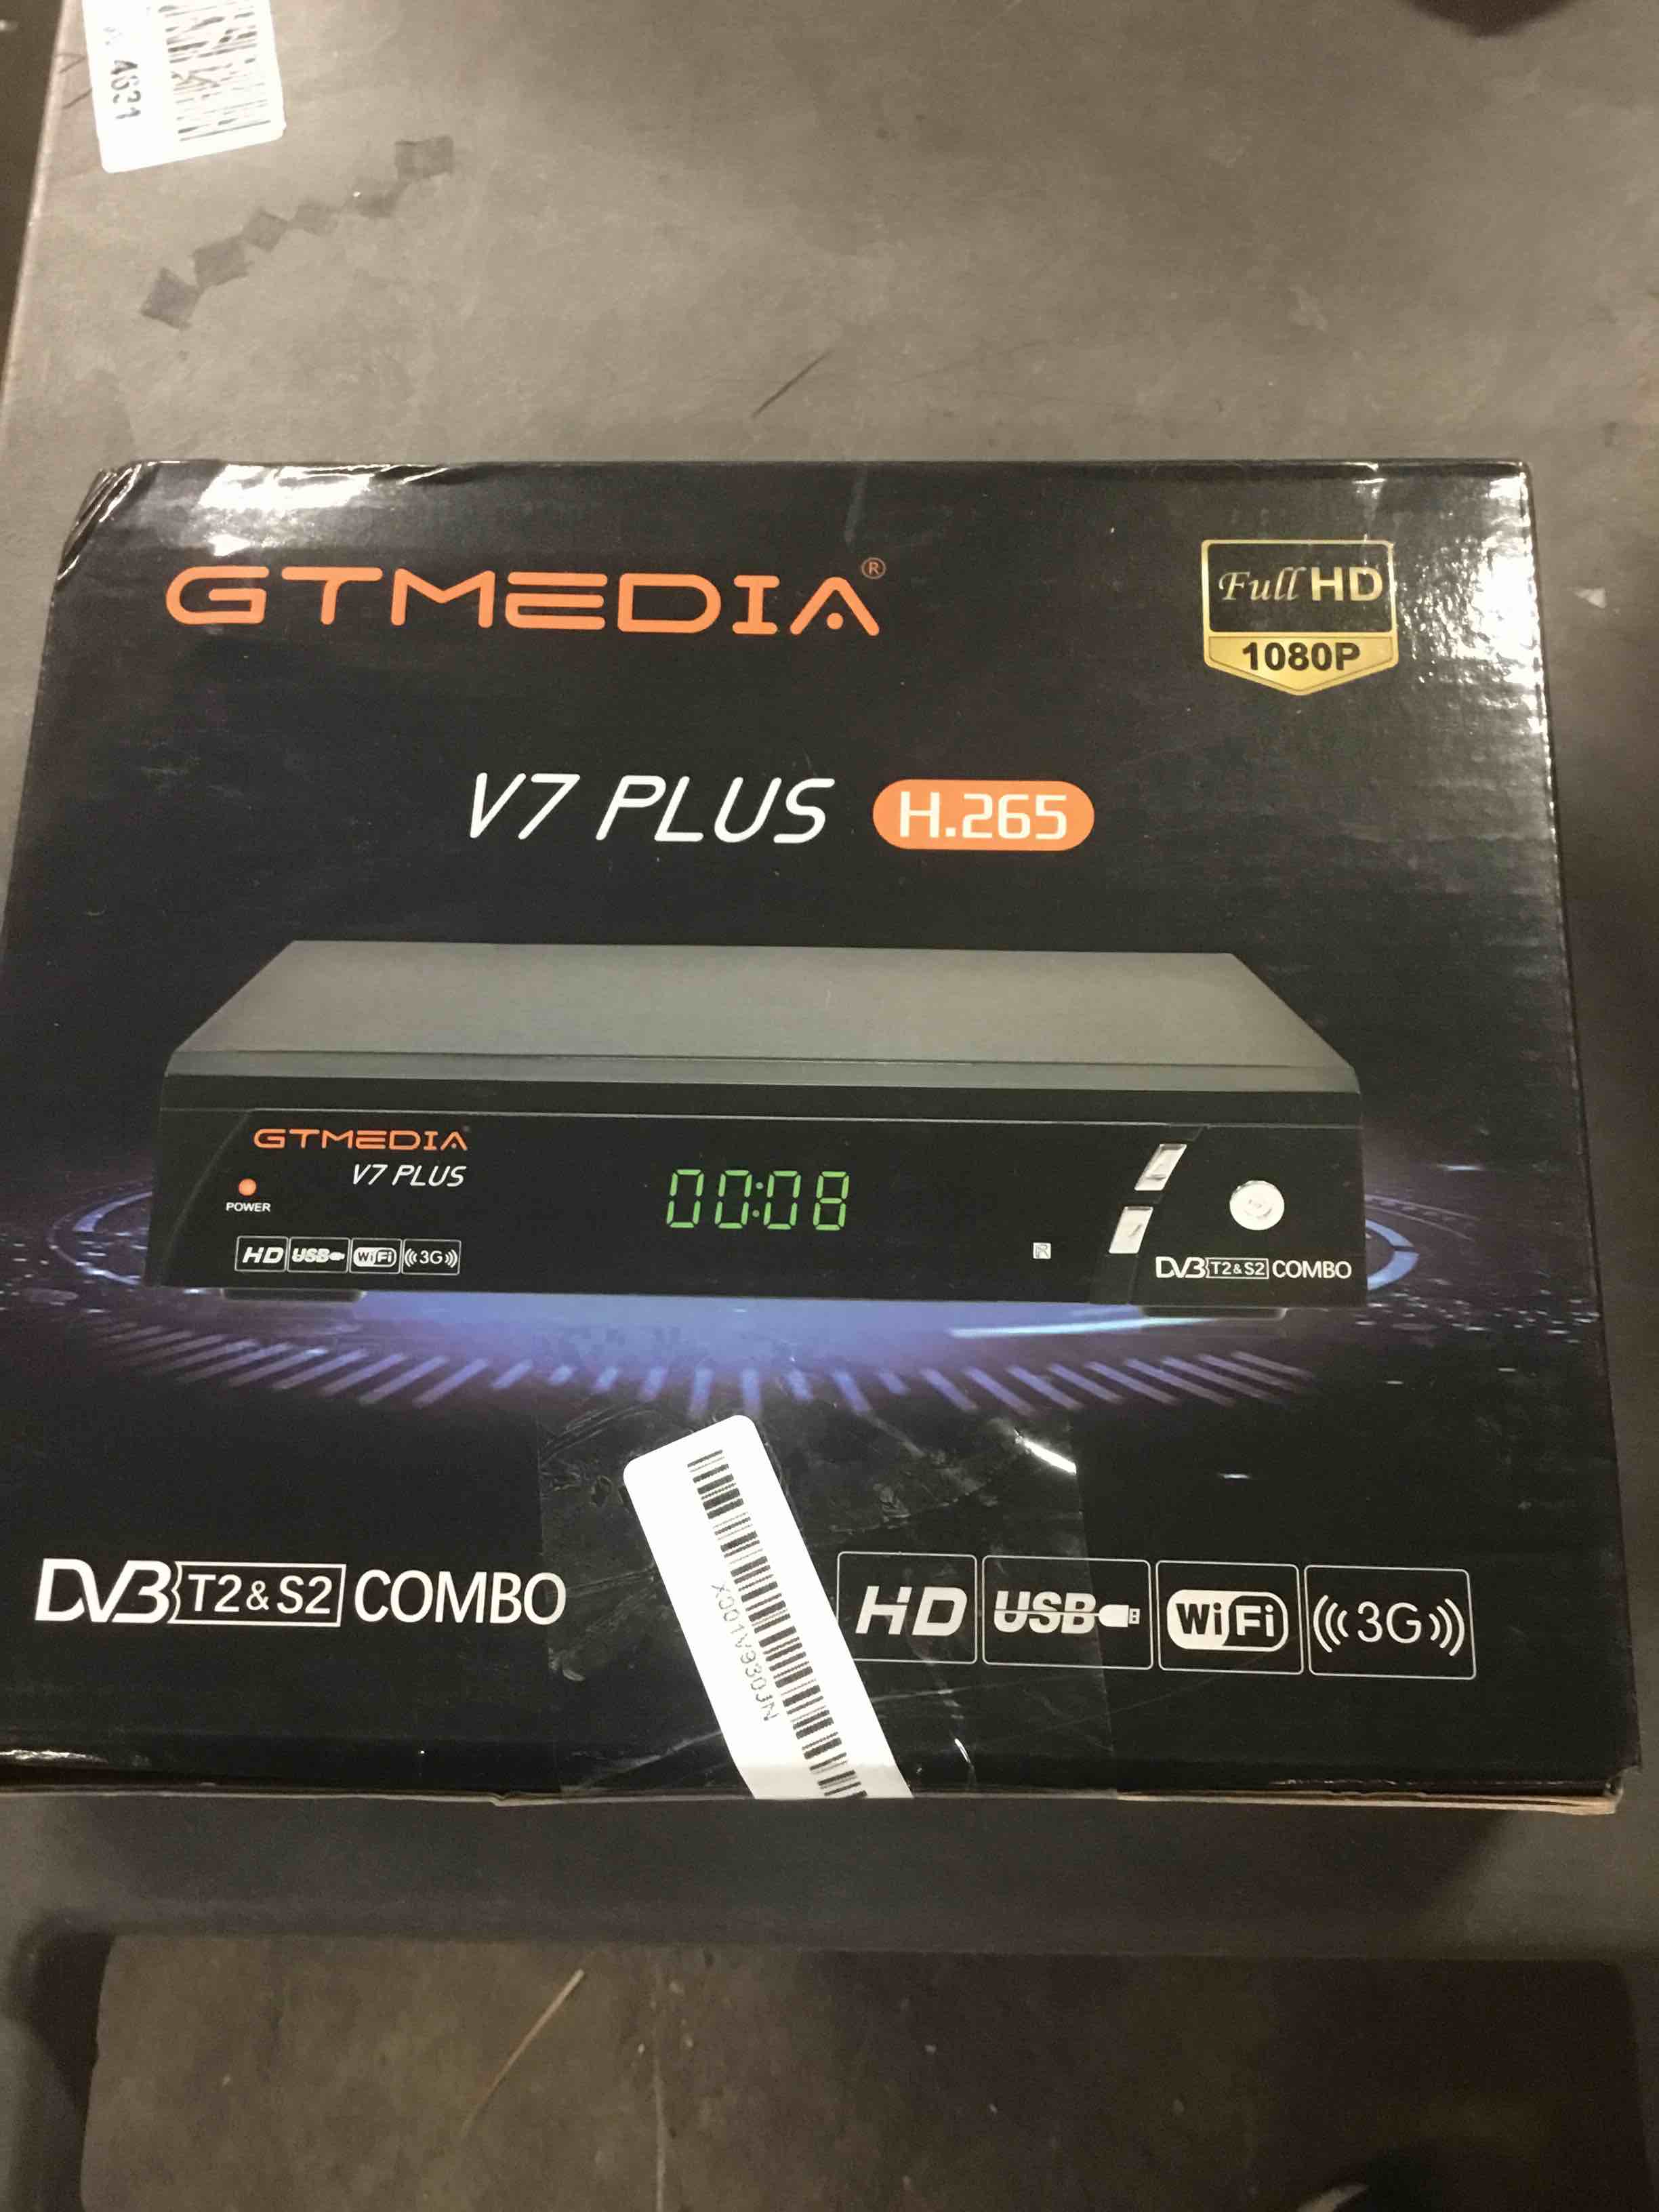 4631
GTMEDIA®
Full HD
1080P
V7 PLUS H.265
GTMEDIA
V7 PLUS
POWER
00:08
HD USB WiFi 3G
DVB T2&S2 COMBO
DVB T2&S2 COMBO
HD USB WiFi 3G